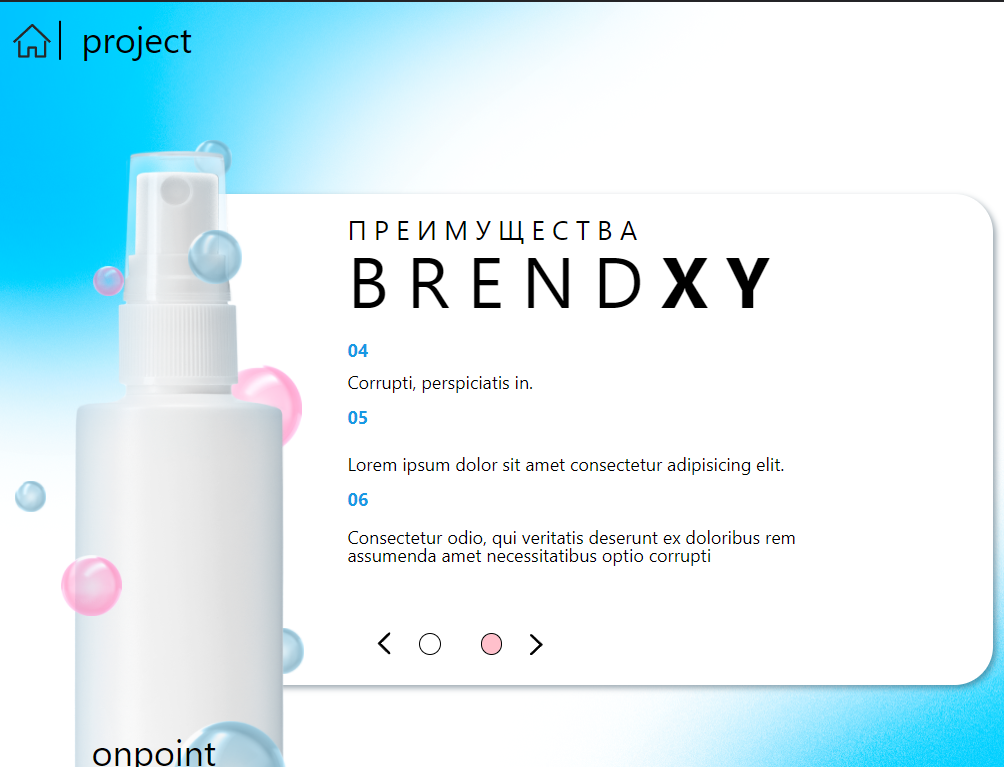 project
ПРЕИМУЩЕСТВА
BRENDXY
04
Corrupti, perspiciatis in.
05
Lorem ipsum dolor sit amet consectetur adipisicing elit.
06
Consectetur odio, qui veritatis deserunt ex doloribus rem
assumenda amet necessitatibus optio corrupti
onpoint